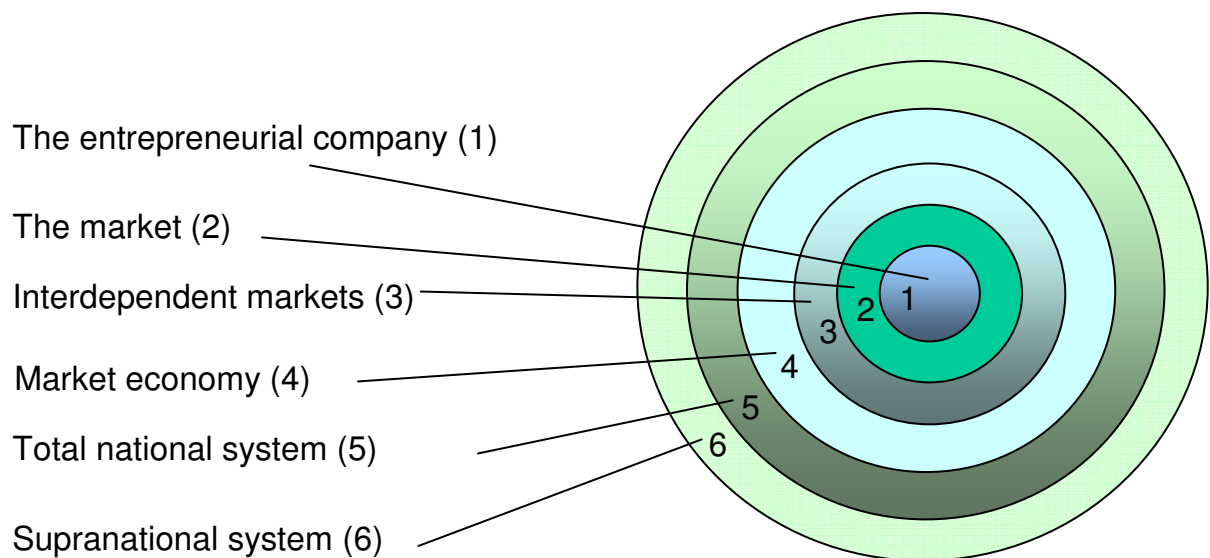 The entrepreneurial company (1)
The market (2)
Interdependent markets (3)
Market economy (4)
Total national system (5)
Supranational system (6)
1
2
3
4
5
6